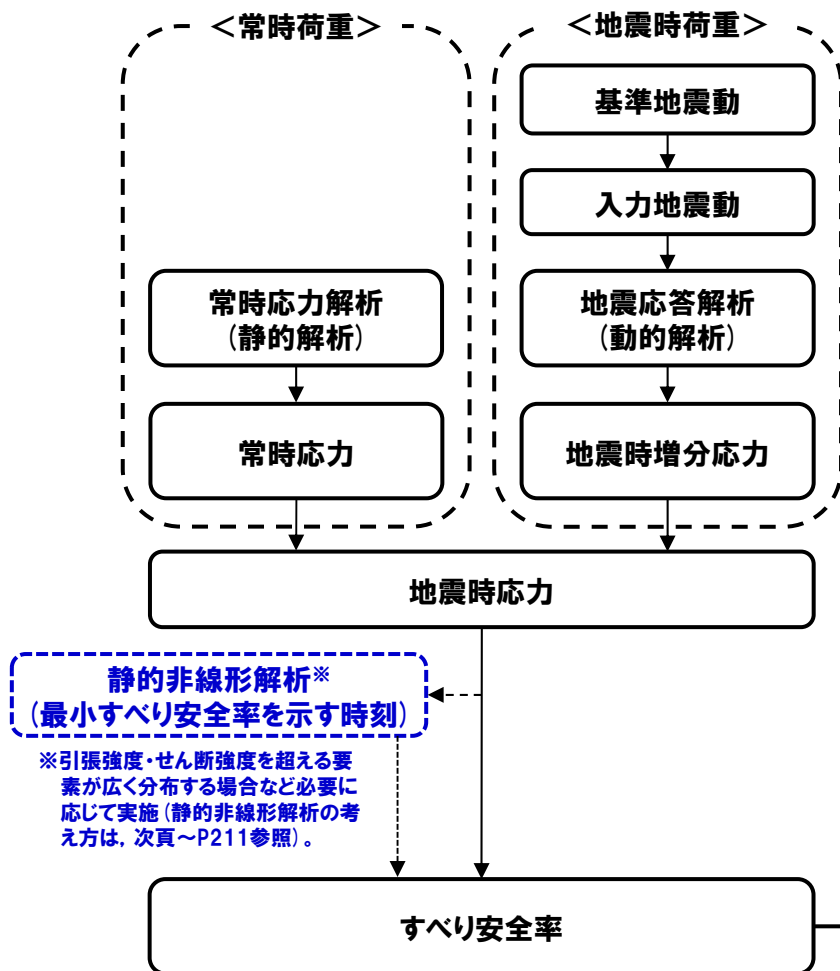 ＜常時荷重＞
常時応力解析
(静的解析)
常時応力
＜地震時荷重＞
基準地震動
入力地震動
地震応答解析
(動的解析)
地震時増分応力
地震時応力
静的非線形解析※
(最小すべり安全率を示す時刻)
※引張強度・せん断強度を超える要
素が広く分布する場合など必要に
応じて実施(静的非線形解析の考
え方は，次頁～P211参照)。
すべり安全率